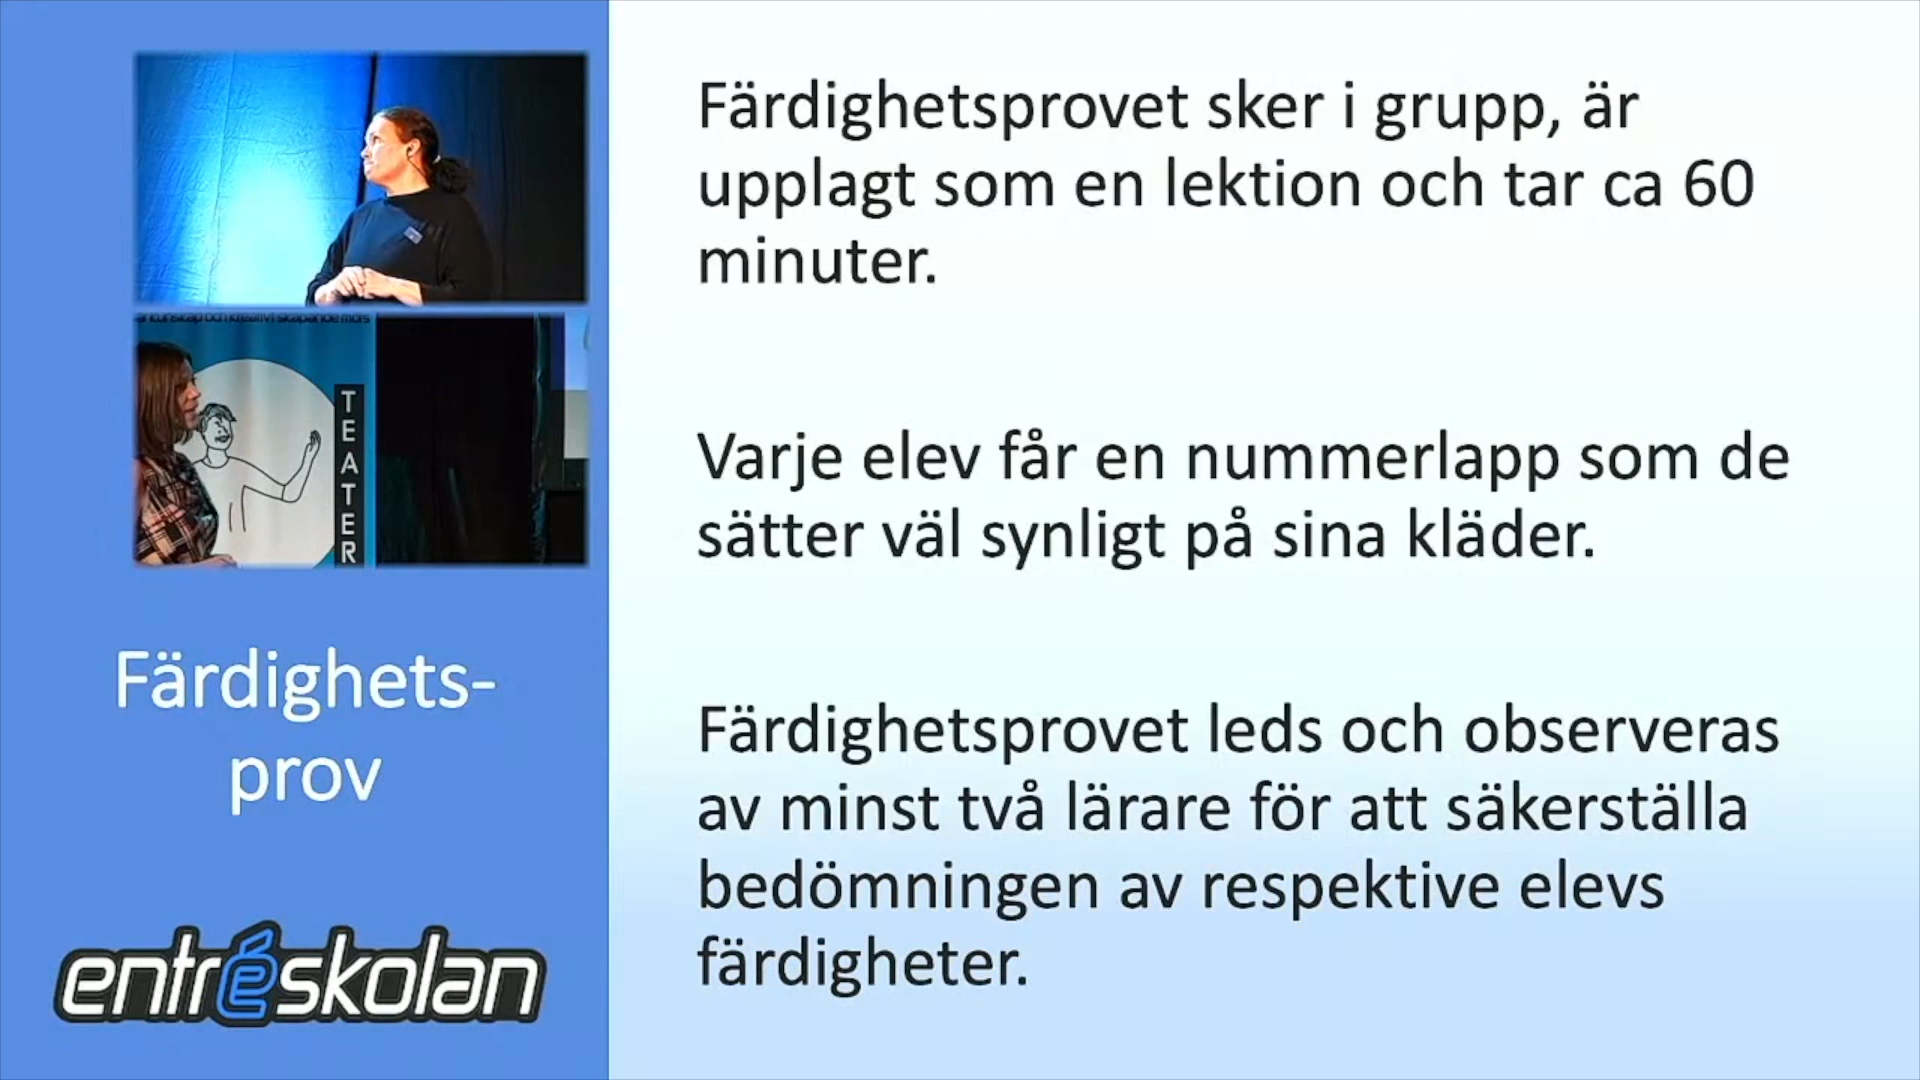 TEATER
Färdighets-
prov
entréskolan
Färdighetsprovet sker i grupp, är
upplagt som en lektion och tar ca 60
minuter.
Varje elev får en nummerlapp som de
sätter väl synligt på sina kläder.
Färdighetsprovet leds och observeras
av minst två lärare för att säkerställa
bedömningen av respektive elevs
färdigheter.